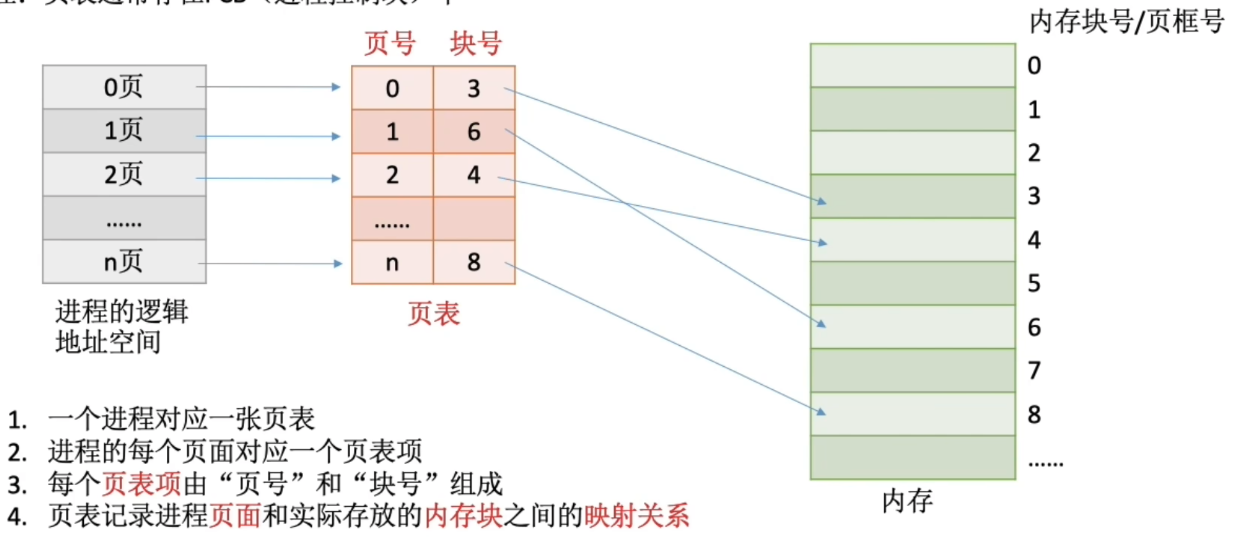 页号 块号
内存块号/页框号
0页
1页
2页
......
n页
进程的逻辑
地址空间
0 3
1 6
2 4
......
n 8
页表
0
1
2
3
4
5
6
7
8
......
内存
1. 一个进程对应一张页表
2. 进程的每个页面对应一个页表项
3. 每个页表项由“页号”和“块号”组成
4. 页表记录进程页面和实际存放的内存块之间的映射关系